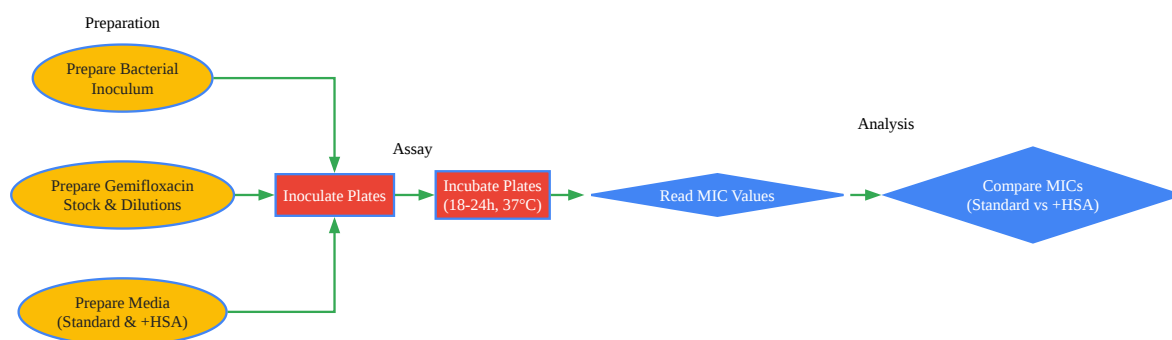 Preparation
Prepare Bacterial
Inoculum
Prepare Gemifloxacin
Stock & Dilutions
Prepare Media
(Standard & +HSA)
Assay
Inoculate Plates
Incubate Plates
(18-24h, 37°C)
Analysis
Read MIC Values
Compare MICs
(Standard vs +HSA)